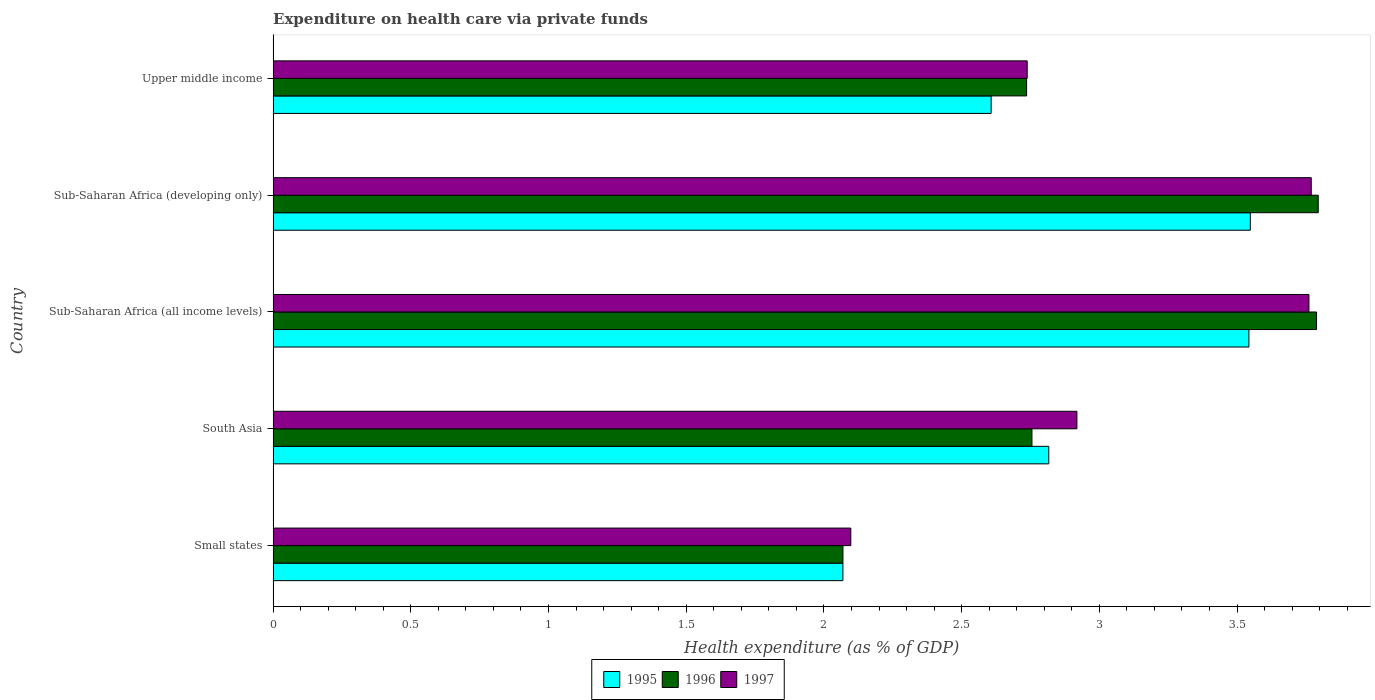 Expenditure on health care via private funds
Upper middle income
Sub-Saharan Africa (developing only)
Sub-Saharan Africa (all income levels)
South Asia
Small states
Country
0
0.5
1
1.5
2
2.5
3
3.5
Health expenditure (as % of GDP)
1995
1996
1997